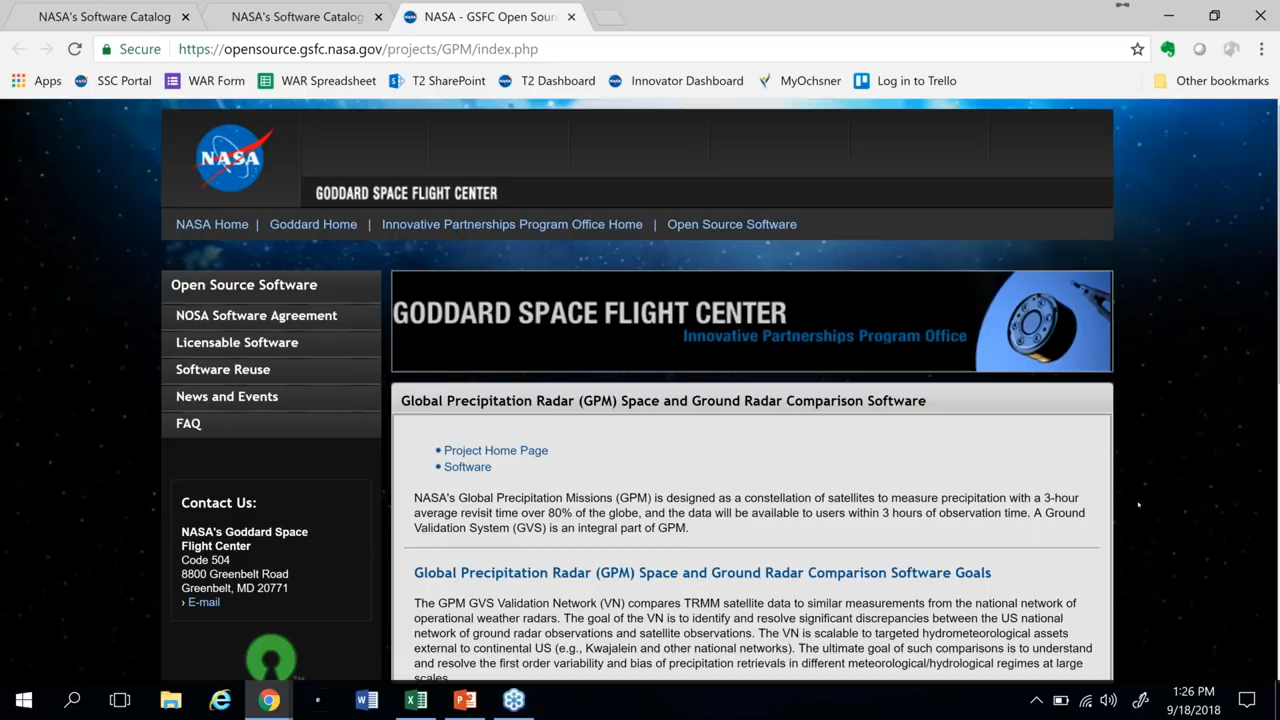 NASA's Software Catalog
NASA's Software Catalog
NASA - GSFC Open Sour
Secure
https://opensource.gsfc.nasa.gov/projects/GPM/index.php
Apps
SSC Portal
WAR Form
WAR Spreadsheet
T2 SharePoint
T2 Dashboard
Innovator Dashboard
MyOchsner
Log in to Trello
Other bookmarks
NASA
GODDARD SPACE FLIGHT CENTER
NASA Home | Goddard Home | Innovative Partnerships Program Office Home | Open Source Software
Open Source Software
NOSA Software Agreement
Licensable Software
Software Reuse
News and Events
FAQ
Contact Us:
NASA's Goddard Space
Flight Center
Code 504
8800 Greenbelt Road
Greenbelt, MD 20771
› E-mail
TM
GODDARD SPACE FLIGHT CENTER
Innovative Partnerships Program Office
Global Precipitation Radar (GPM) Space and Ground Radar Comparison Software
Project Home Page
Software
NASA's Global Precipitation Missions (GPM) is designed as a constellation of satellites to measure precipitation with a 3-hour
average revisit time over 80% of the globe, and the data will be available to users within 3 hours of observation time. A Ground
Validation System (GVS) is an integral part of GPM.
Global Precipitation Radar (GPM) Space and Ground Radar Comparison Software Goals
The GPM GVS Validation Network (VN) compares TRMM satellite data to similar measurements from the national network of
operational weather radars. The goal of the VN is to identify and resolve significant discrepancies between the US national
network of ground radar observations and satellite observations. The VN is scalable to targeted hydrometeorological assets
external to continental US (e.g., Kwajalein and other national networks). The ultimate goal of such comparisons is to understand
and resolve the first order variability and bias of precipitation retrievals in different meteorological/hydrological regimes at large
scales.
1:26 PM
9/18/2018